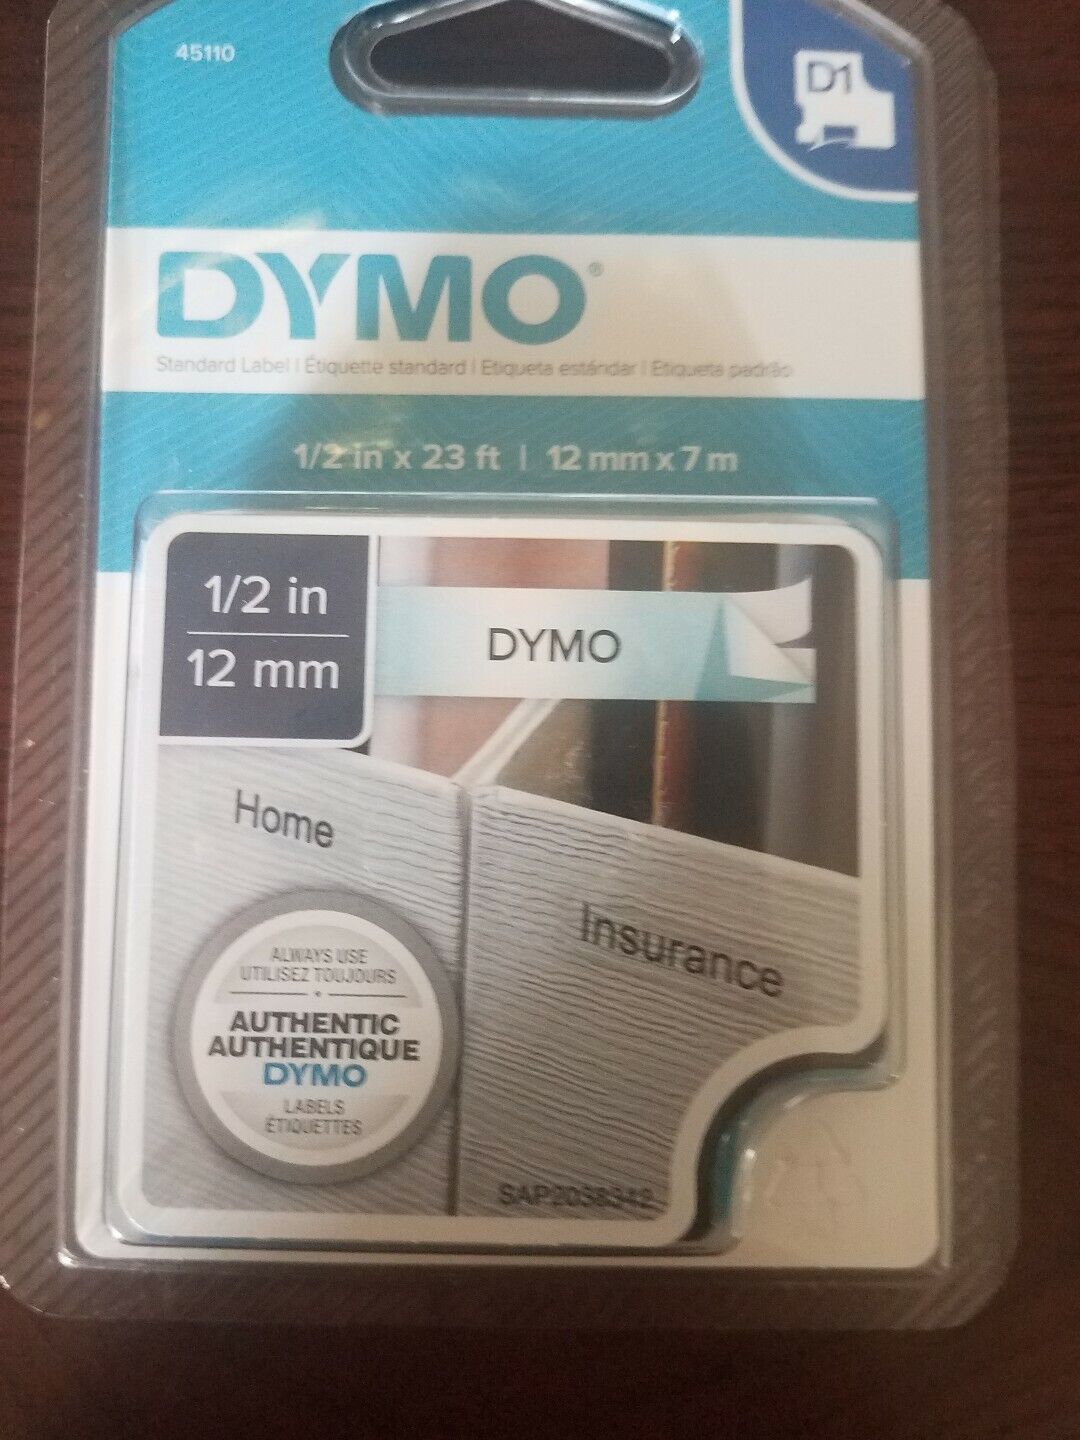 45110
D1
DYMO®
Standard Label | Étiquette standard | Etiqueta estándar | Etiqueta padrão
1/2 in x 23 ft | 12 mm x 7 m
1/2 in
12 mm
DYMO
Home
Insurance
ALWAYS USE
UTILISEZ TOUJOURS
AUTHENTIC
AUTHENTIQUE
DYMO
LABELS
ÉTIQUETTES
SAP2038342